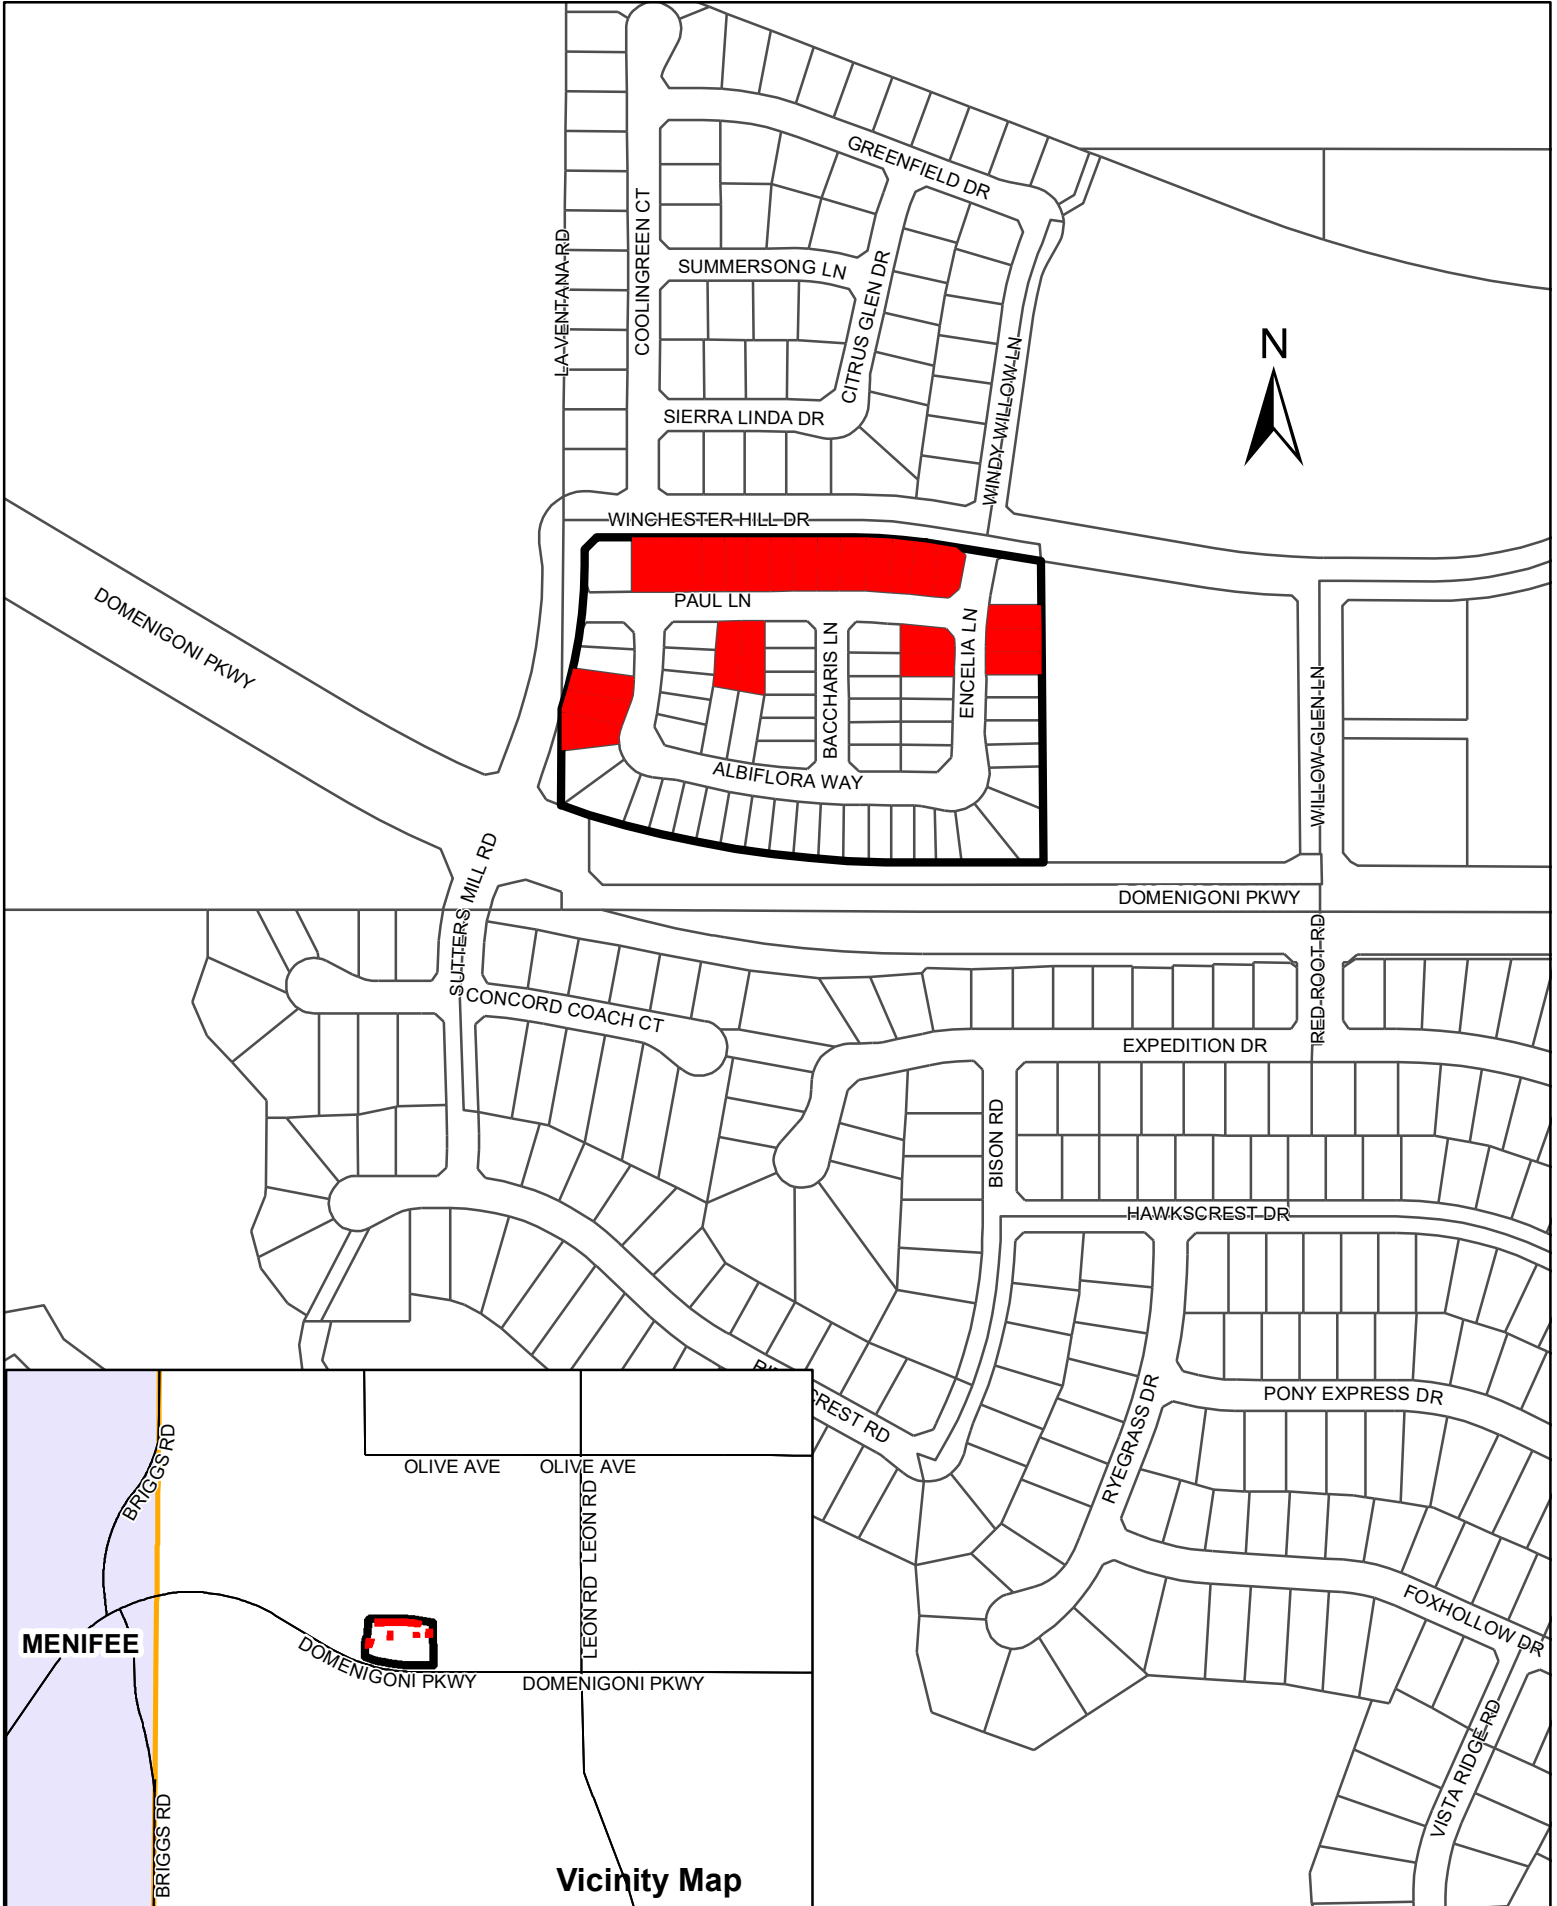 GREENFIELD DR
COOLINGREEN CT
LA VENTANA RD
SUMMERSONG LN
CITRUS GLEN DR
N
WINDY WILLOW LN
SIERRA LINDA DR
WINCHESTER HILL DR
DOMENIGONI PKWY
PAUL LN
BACCHARIS LN
ENCELIA LN
WILLOW GLEN LN
ALBIFLORA WAY
SUTTERS MILL RD
DOMENIGONI PKWY
RED ROOT RD
CONCORD COACH CT
EXPEDITION DR
BISON RD
HAWKSCREST DR
CREST RD
RYEGRASS DR
PONY EXPRESS DR
FOXHOLLOW DR
VISTA RIDGE RD
BRIGGS RD
OLIVE AVE
OLIVE AVE
LEON RD
LEON RD
MENIFEE
DOMENIGONI PKWY
DOMENIGONI PKWY
BRIGGS RD
Vicinity Map